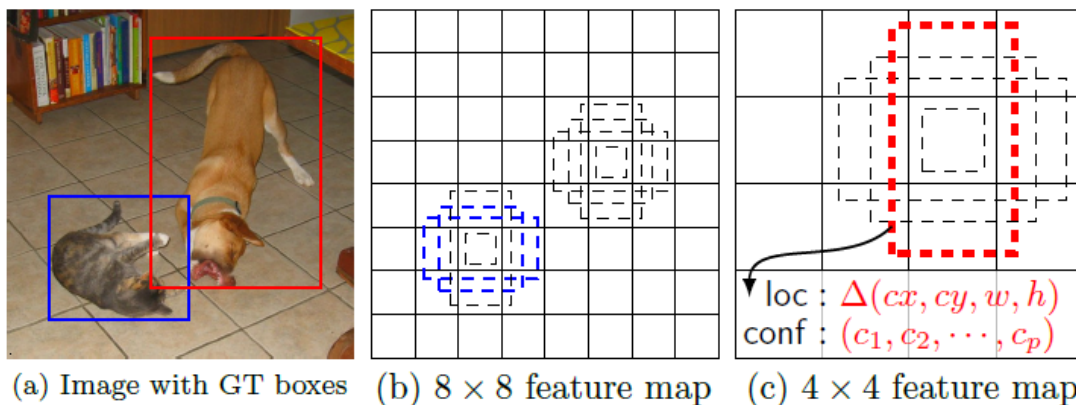 loc : Δ(cx, cy, w, h)
conf : (c₁, c₂, ⋯, cₚ)
(a) Image with GT boxes
(b) 8 × 8 feature map
(c) 4 × 4 feature map